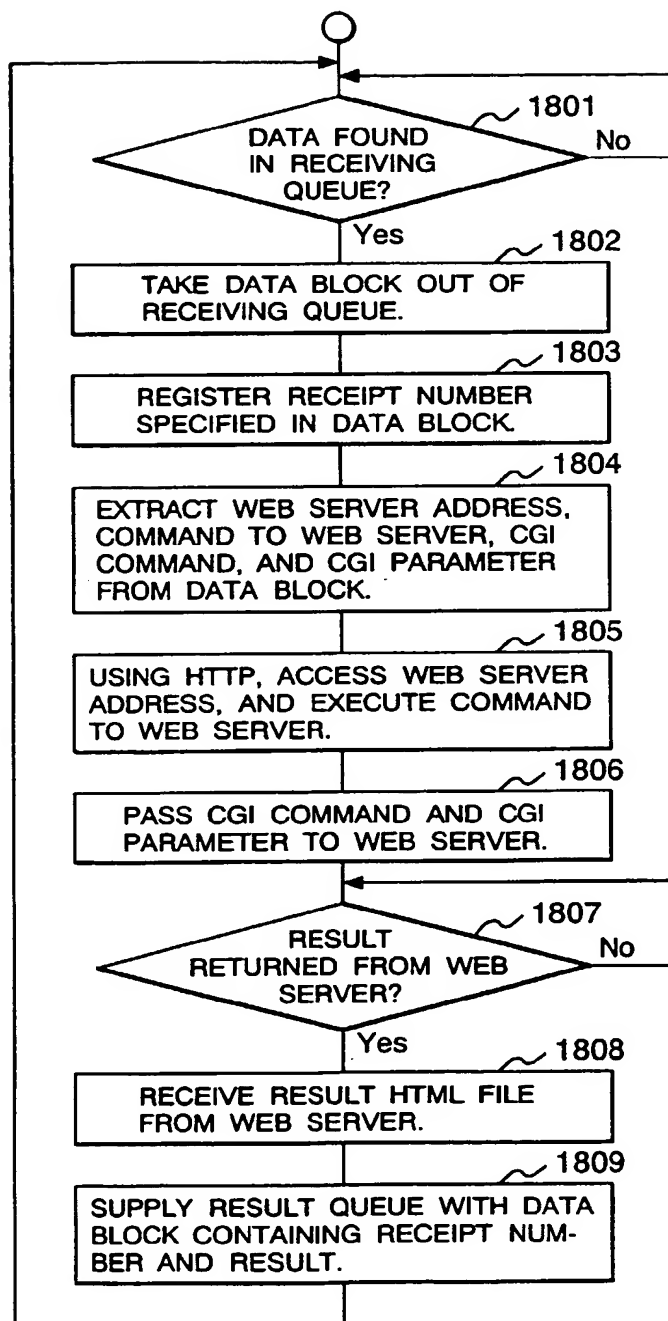 1801
DATA FOUND
IN RECEIVING
QUEUE?
No
Yes
1802
TAKE DATA BLOCK OUT OF
RECEIVING QUEUE.
1803
REGISTER RECEIPT NUMBER
SPECIFIED IN DATA BLOCK.
1804
EXTRACT WEB SERVER ADDRESS,
COMMAND TO WEB SERVER, CGI
COMMAND, AND CGI PARAMETER
FROM DATA BLOCK.
1805
USING HTTP, ACCESS WEB SERVER
ADDRESS, AND EXECUTE COMMAND
TO WEB SERVER.
1806
PASS CGI COMMAND AND CGI
PARAMETER TO WEB SERVER.
1807
RESULT
RETURNED FROM WEB
SERVER?
No
Yes
1808
RECEIVE RESULT HTML FILE
FROM WEB SERVER.
1809
SUPPLY RESULT QUEUE WITH DATA
BLOCK CONTAINING RECEIPT NUM-
BER AND RESULT.